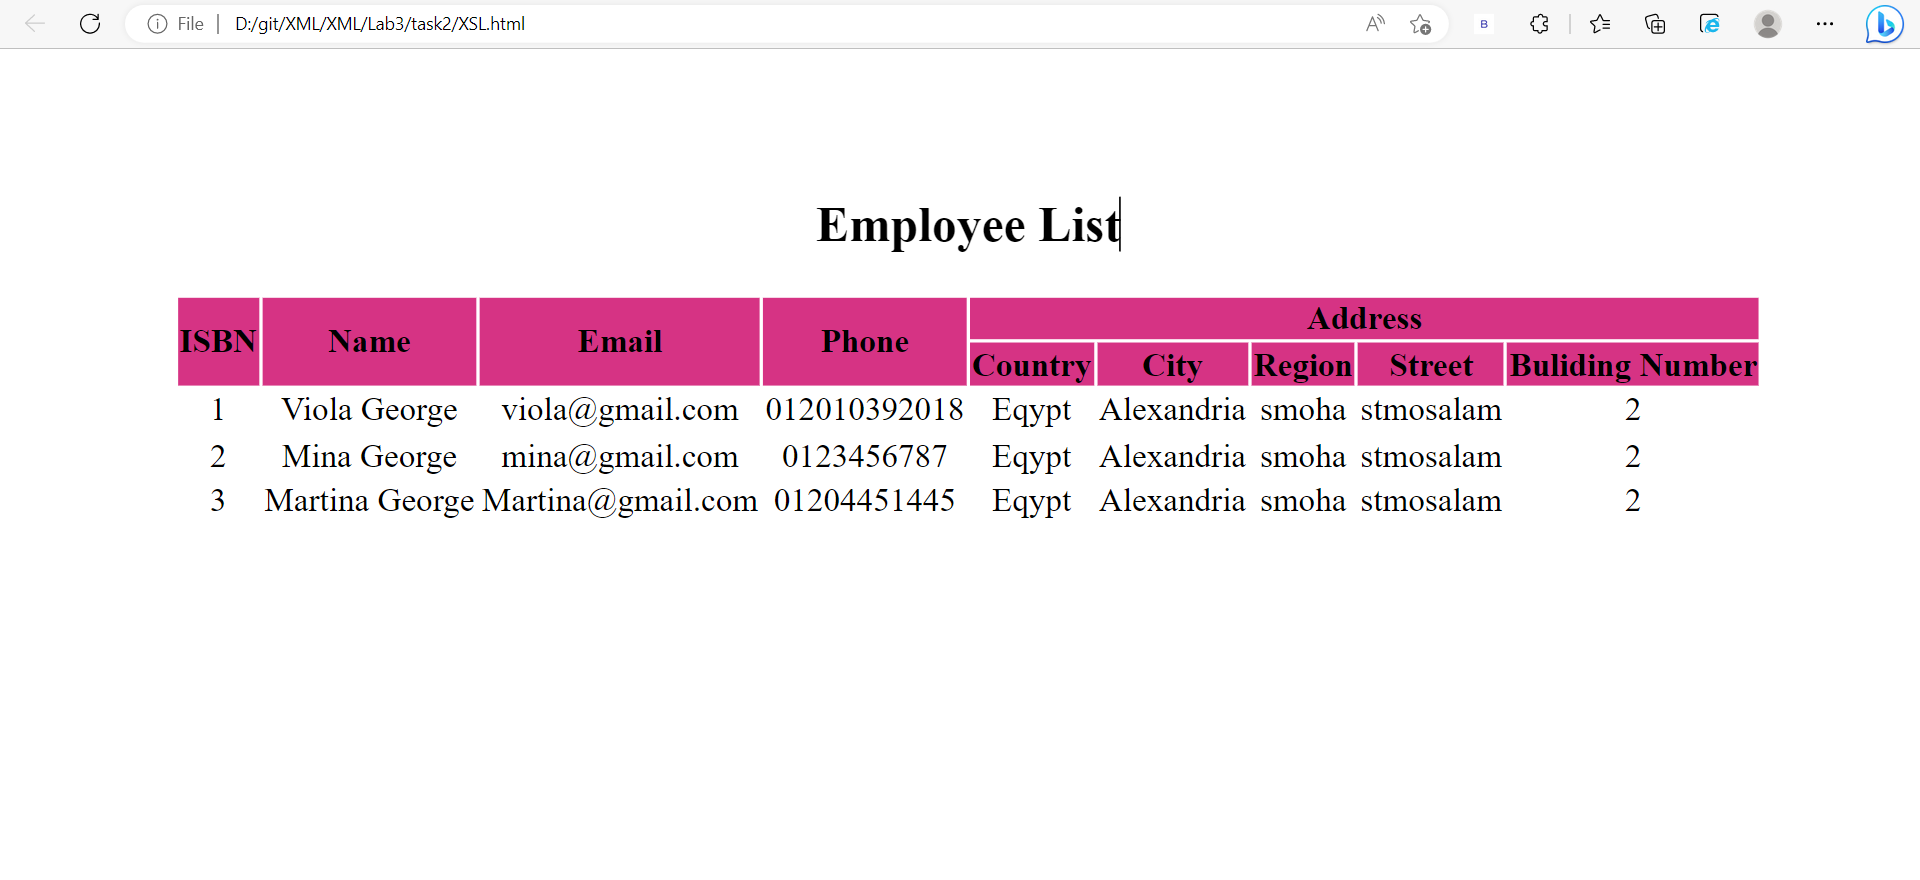 File | D:/git/XML/XML/Lab3/task2/XSL.html
Employee List
ISBN Name Email Phone Address
Country City Region Street Buliding Number
1 Viola George viola@gmail.com 012010392018 Eqypt Alexandria smoha stmosalam 2
2 Mina George mina@gmail.com 0123456787 Eqypt Alexandria smoha stmosalam 2
3 Martina George Martina@gmail.com 01204451445 Eqypt Alexandria smoha stmosalam 2